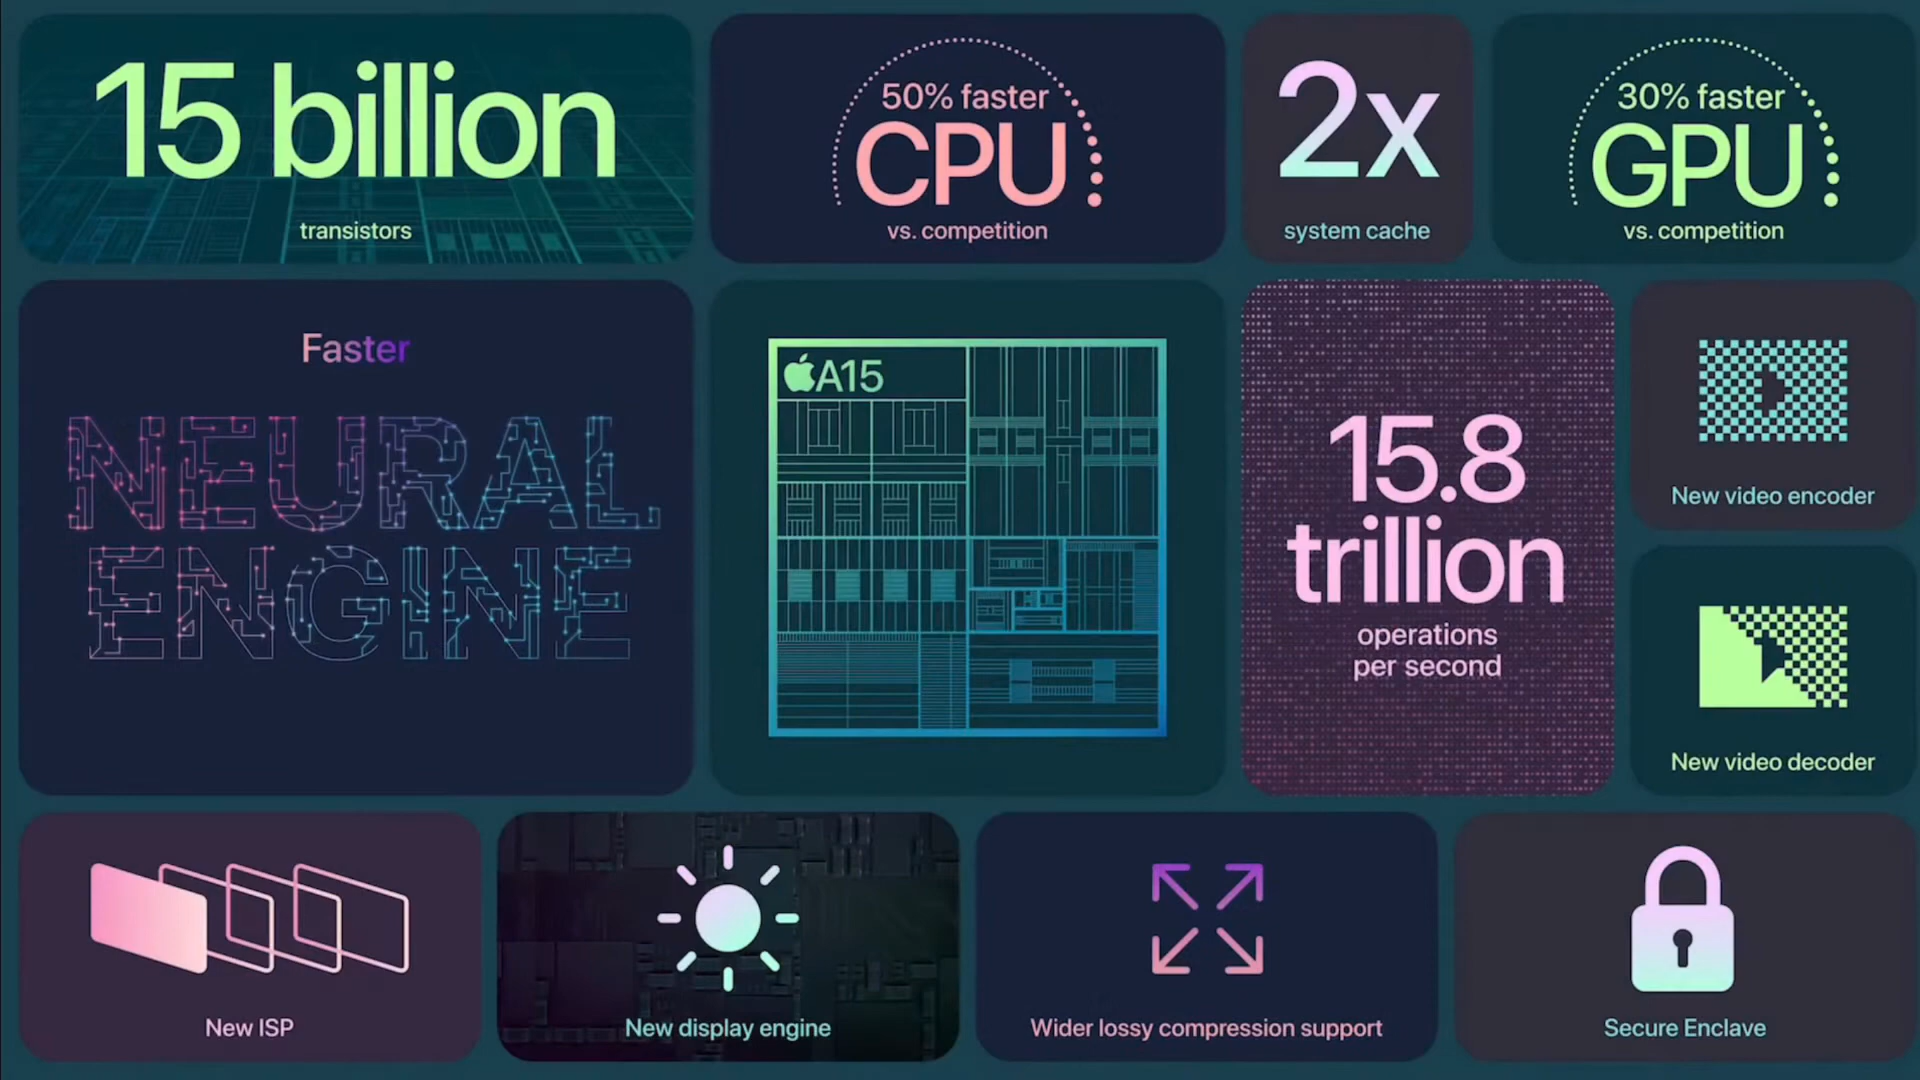 15 billion
transistors
50% faster
CPU
vs. competition
2x
system cache
30% faster
GPU
vs. competition
Faster
NEURAL
ENGINE
A15
15.8
trillion
operations
per second
New video encoder
New video decoder
New ISP
New display engine
Wider lossy compression support
Secure Enclave